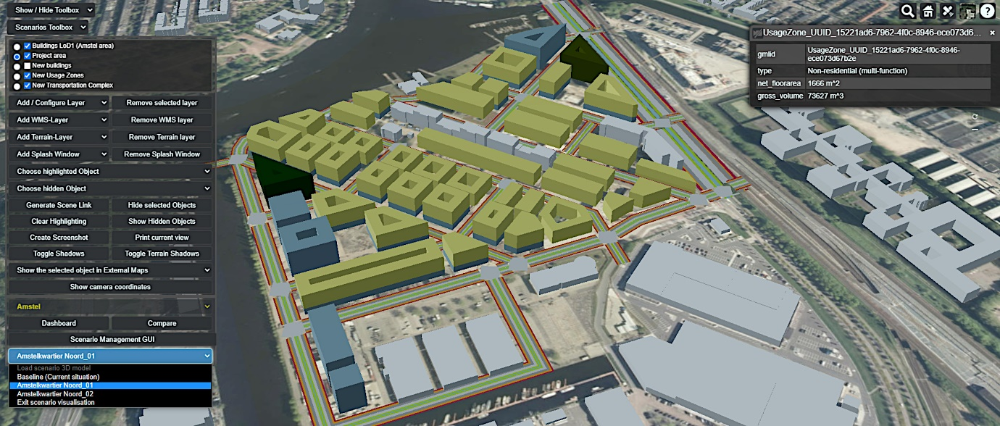 Show / Hide Toolbox
Scenarios Toolbox
Buildings LoD1 (Amstel area)
Project area
New buildings
New Usage Zones
New Transportation Complex
Add / Configure Layer
Remove selected layer
Add WMS-Layer
Remove WMS layer
Add Terrain-Layer
Remove Terrain layer
Add Splash Window
Remove Splash Window
Choose highlighted Object
Choose hidden Object
Generate Scene Link
Hide selected Objects
Clear Highlighting
Show Hidden Objects
Create Screenshot
Print current view
Toggle Shadows
Toggle Terrain Shadows
Show the selected object in External Maps
Show camera coordinates
Amstel
Dashboard
Compare
Scenario Management GUI
Amstelkwartier Noord_01
Load scenario 3D model
Baseline (Current situation)
Amstelkwartier Noord_01
Amstelkwartier Noord_02
Exit scenario visualisation
?
UsageZone_UUID_15221ad6-7962-4f0c-8946-ece073d6...
×
gmlid UsageZone_UUID_15221ad6-7962-4f0c-8946-
ece073d67b2e
type Non-residential (multi-function)
net_floorarea 1666 m^2
gross_volume 73627 m^3